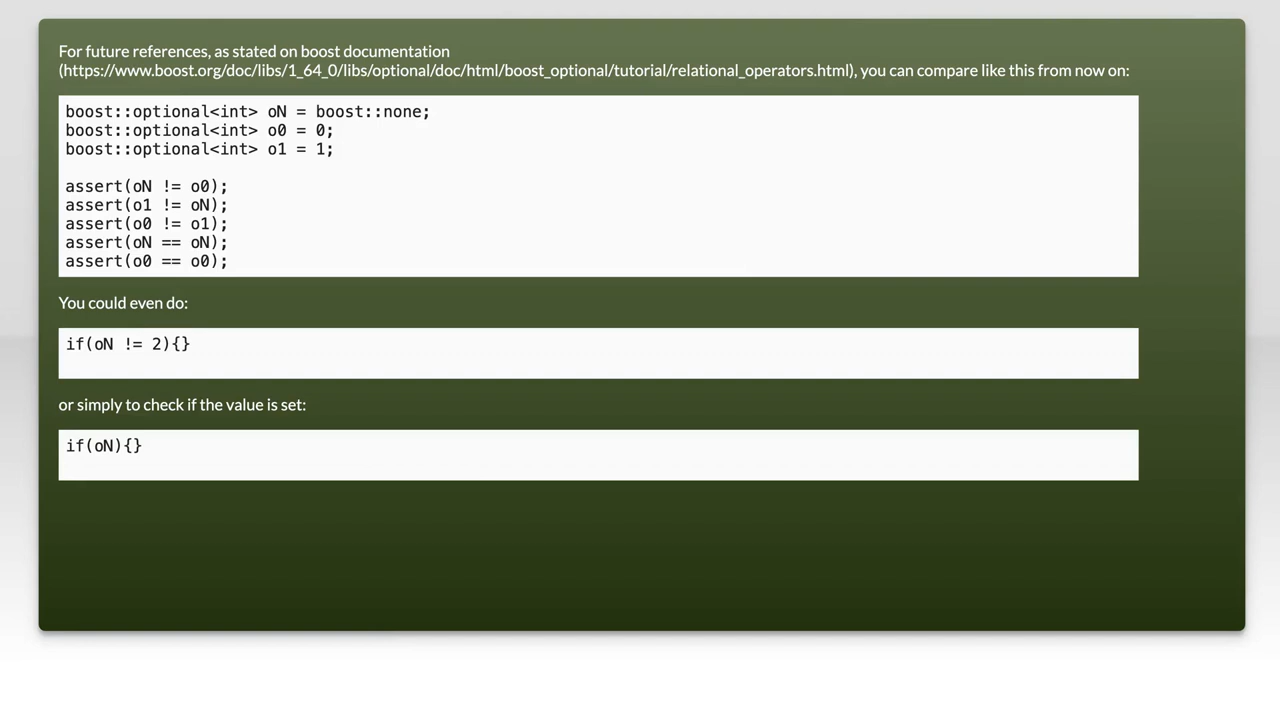 For future references, as stated on boost documentation
(https://www.boost.org/doc/libs/1_64_0/libs/optional/doc/html/boost_optional/tutorial/relational_operators.html), you can compare like this from now on:
boost::optional<int> oN = boost::none;
boost::optional<int> o0 = 0;
boost::optional<int> o1 = 1;
assert(oN != o0);
assert(o1 != oN);
assert(o0 != o1);
assert(oN == oN);
assert(o0 == o0);
You could even do:
if(oN != 2){}
or simply to check if the value is set:
if(oN){}